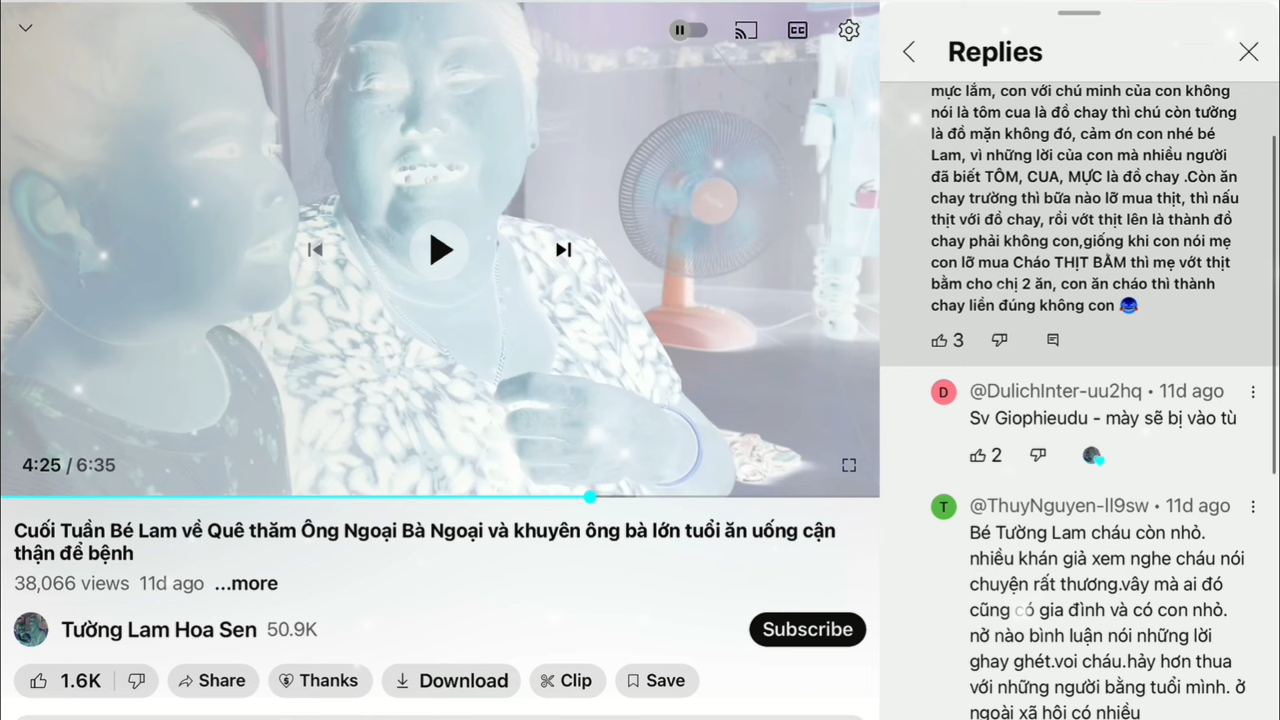 4:25 / 6:35
Cuối Tuần Bé Lam về Quê thăm Ông Ngoại Bà Ngoại và khuyên ông bà lớn tuổi ăn uống cận
thận để bệnh
38,066 views 11d ago ...more
Tường Lam Hoa Sen 50.9K
Subscribe
1.6K
Share
Thanks
Download
Clip
Save
Replies
mực lắm, con với chú minh của con không
nói là tôm cua là đồ chay thì chú còn tưởng
là đồ mặn không đó, cảm ơn con nhé bé
Lam, vì những lời của con mà nhiều người
đã biết TÔM, CUA, MỰC là đồ chay .Còn ăn
chay trường thì bữa nào lỡ mua thịt, thì nấu
thịt với đồ chay, rồi vớt thịt lên là thành đồ
chay phải không con,giống khi con nói mẹ
con lỡ mua Cháo THỊT BẰM thì mẹ vớt thịt
bằm cho chị 2 ăn, con ăn cháo thì thành
chay liền đúng không con
3
D
@DulichInter-uu2hq • 11d ago
Sv Giophieudu - mày sẽ bị vào tù
2
T
@ThuyNguyen-ll9sw • 11d ago
Bé Tường Lam cháu còn nhỏ.
nhiều khán giả xem nghe cháu nói
chuyện rất thương.vây mà ai đó
cũng có gia đình và có con nhỏ.
nờ nào bình luận nói những lời
ghay ghét.voi cháu.hảy hơn thua
với những người bằng tuổi mình. ở
ngoài xã hội có nhiều
CC